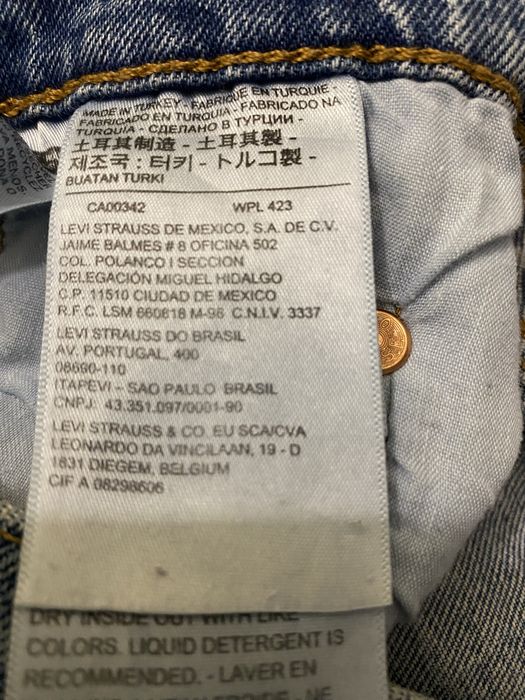 MADE IN TURKEY - FABRIQUE EN TURQUIE -
FABRICADO EN TURQUIA - FABRICADO NA
TURQUIA - СДЕЛАНО В ТУРЦИИ -
土耳其制造 - 土耳其製 -
제조국 : 터키 - トルコ製 -
BUATAN TURKI
CA00342 WPL 423
LEVI STRAUSS DE MEXICO, S.A. DE C.V.
JAIME BALMES # 8 OFICINA 502
COL. POLANCO I SECCION
DELEGACIÓN MIGUEL HIDALGO
C.P. 11510 CIUDAD DE MEXICO
R.F.C. LSM 660818 M-96 C.N.I.V. 3337
LEVI STRAUSS DO BRASIL
AV. PORTUGAL, 400
06690-110
ITAPEVI - SAO PAULO BRASIL
CNPJ: 43.351.097/0001-90
LEVI STRAUSS & CO. EU SCA/CVA
LEONARDO DA VINCILAAN, 19 - D
1831 DIEGEM, BELGIUM
CIF A 08298606
DRY INSIDE OUT WITH LIKE
COLORS. LIQUID DETERGENT IS
RECOMMENDED. - LAVER EN